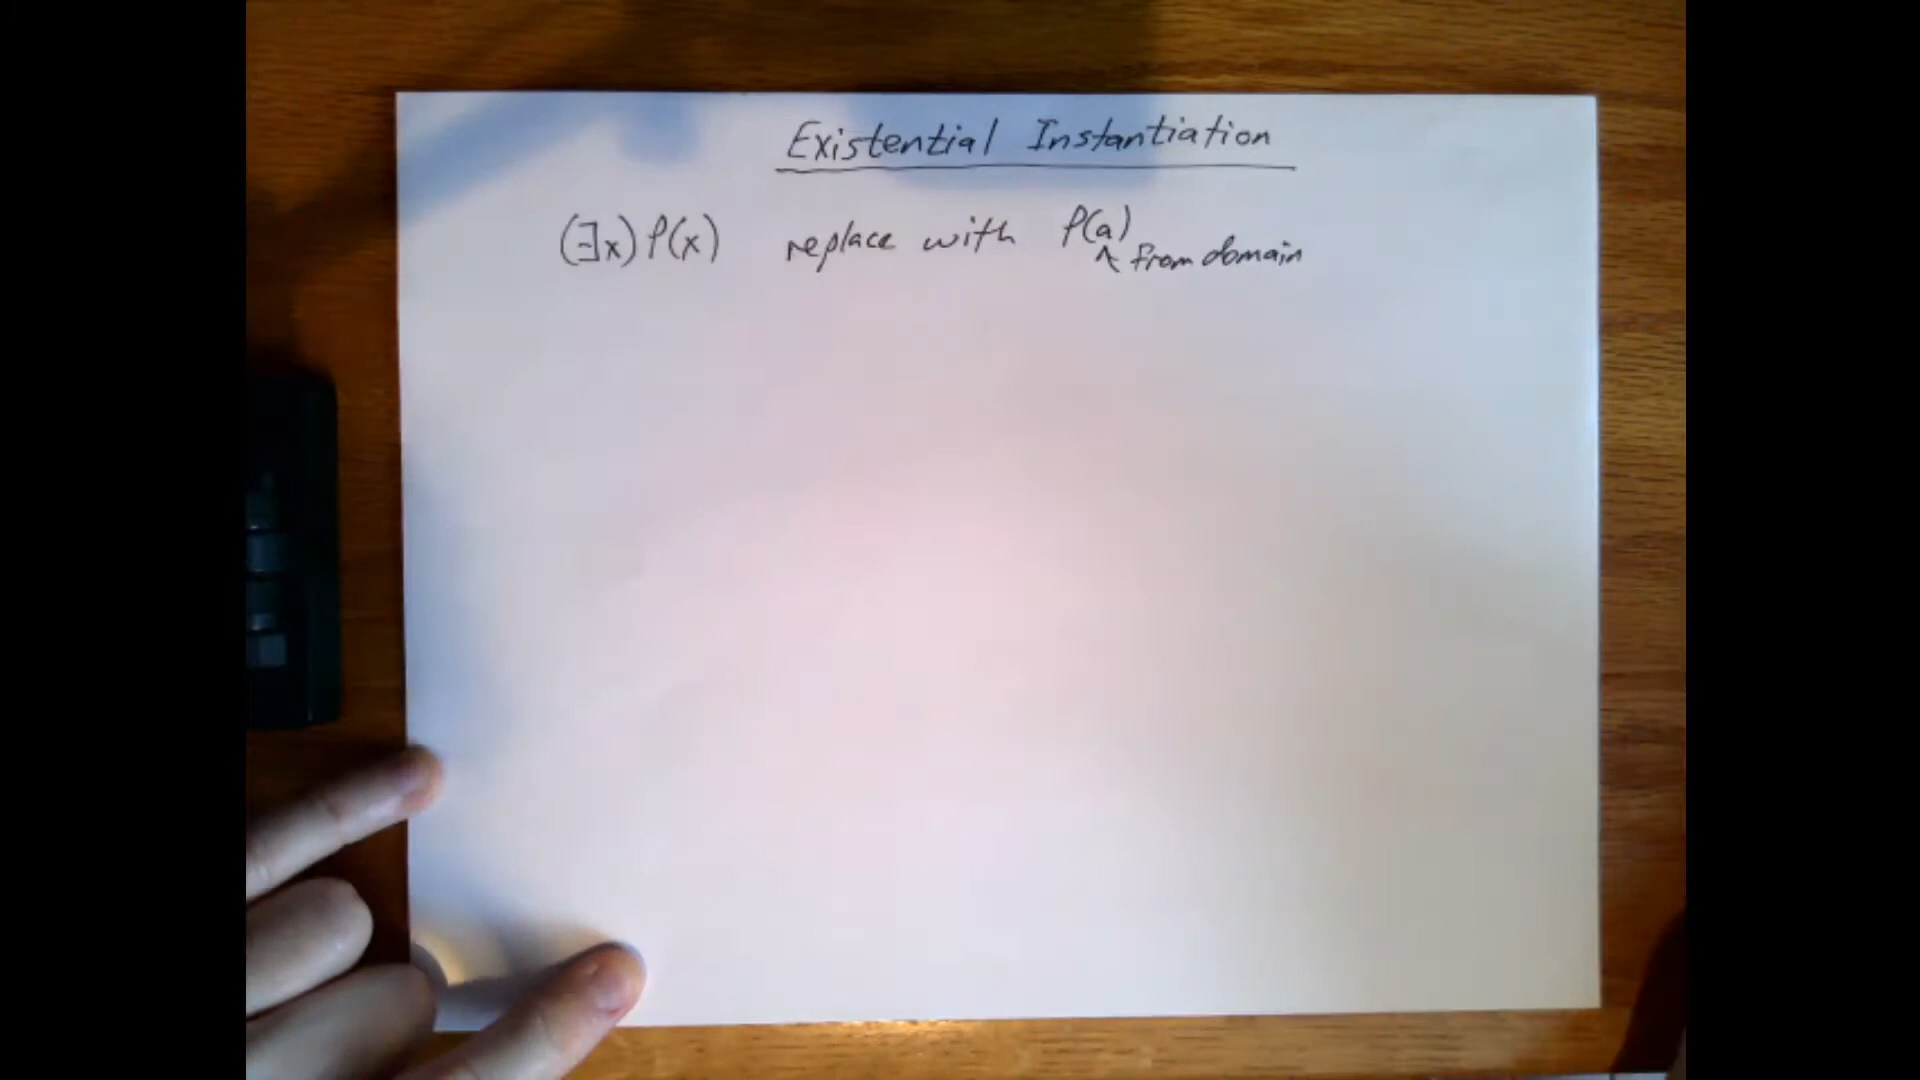 Existential Instantiation
(∃x)P(x) replace with P(a)
↑ from domain